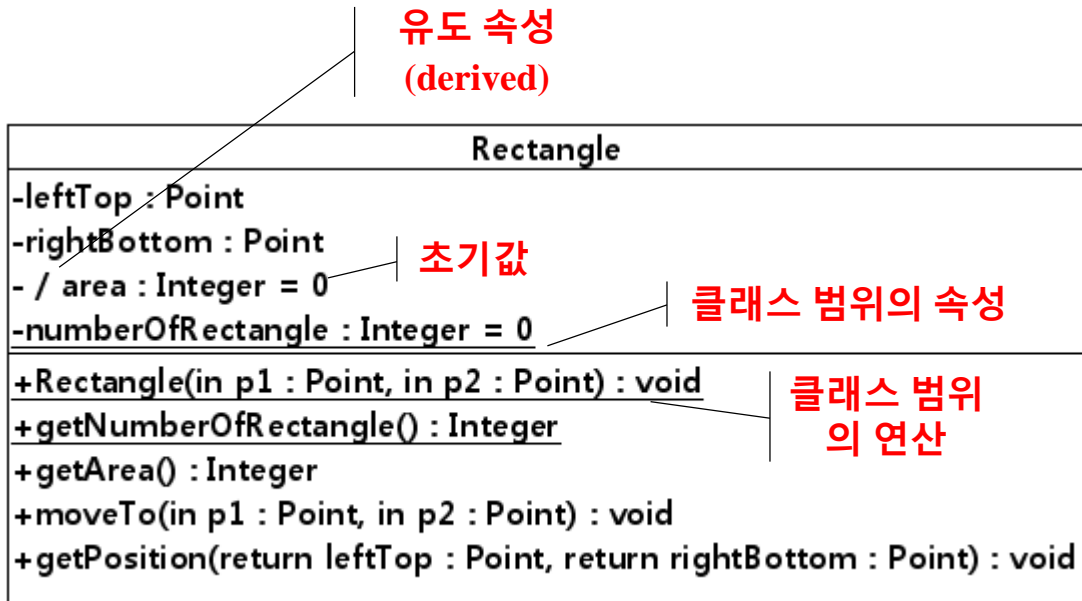 유도 속성
(derived)
Rectangle
-leftTop : Point
-rightBottom : Point
- / area : Integer = 0
초기값
-numberOfRectangle : Integer = 0
클래스 범위의 속성
+Rectangle(in p1 : Point, in p2 : Point) : void
+getNumberOfRectangle() : Integer
클래스 범위
의 연산
+getArea() : Integer
+moveTo(in p1 : Point, in p2 : Point) : void
+getPosition(return leftTop : Point, return rightBottom : Point) : void